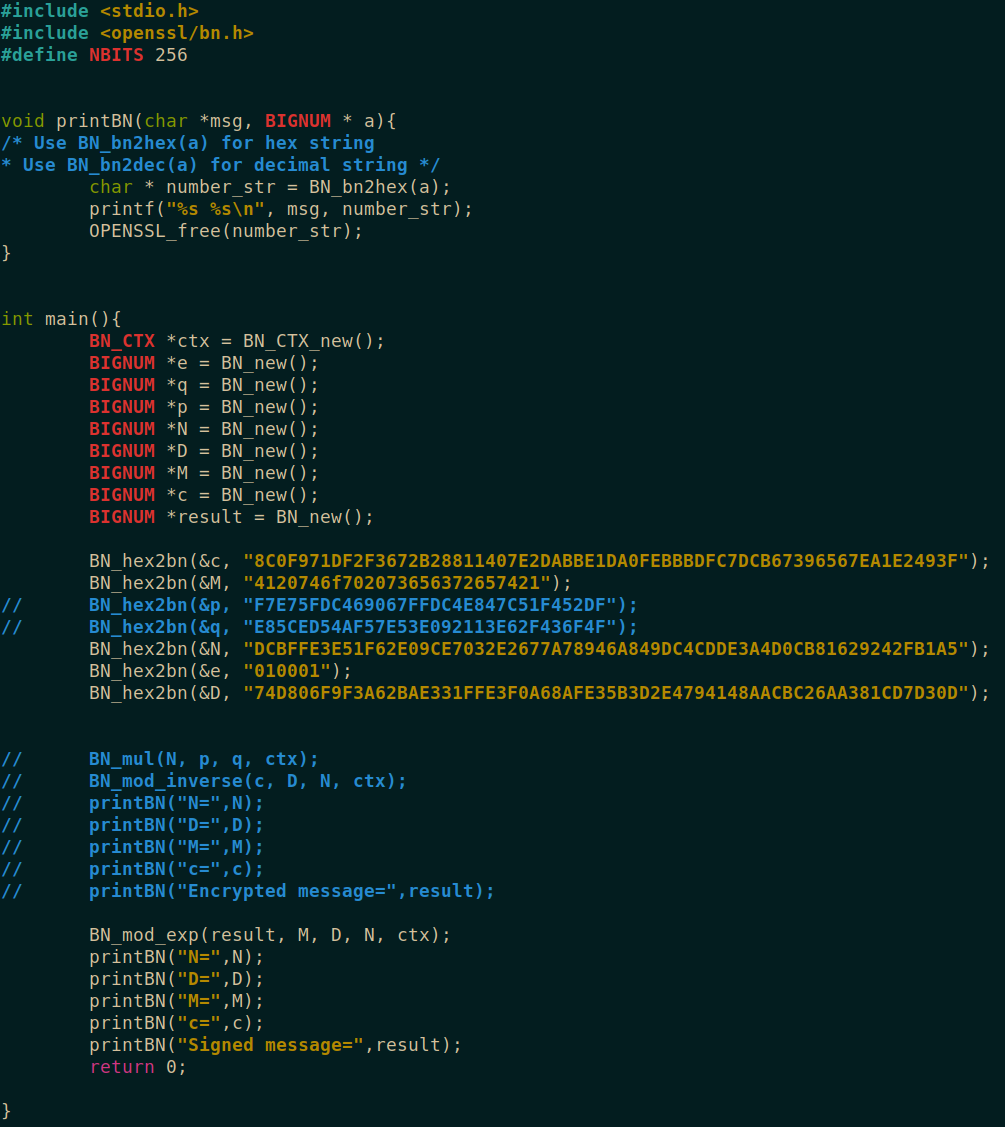 #include <stdio.h>
#include <openssl/bn.h>
#define NBITS 256
void printBN(char *msg, BIGNUM * a){
/* Use BN_bn2hex(a) for hex string
* Use BN_bn2dec(a) for decimal string */
char * number_str = BN_bn2hex(a);
printf("%s %s\n", msg, number_str);
OPENSSL_free(number_str);
}
int main(){
BN_CTX *ctx = BN_CTX_new();
BIGNUM *e = BN_new();
BIGNUM *q = BN_new();
BIGNUM *p = BN_new();
BIGNUM *N = BN_new();
BIGNUM *D = BN_new();
BIGNUM *M = BN_new();
BIGNUM *c = BN_new();
BIGNUM *result = BN_new();
BN_hex2bn(&c, "8C0F971DF2F3672B28811407E2DABBE1DA0FEBBBDFC7DCB67396567EA1E2493F");
BN_hex2bn(&M, "4120746f702073656372657421");
// BN_hex2bn(&p, "F7E75FDC469067FFDC4E847C51F452DF");
// BN_hex2bn(&q, "E85CED54AF57E53E092113E62F436F4F");
BN_hex2bn(&N, "DCBFFE3E51F62E09CE7032E2677A78946A849DC4CDDE3A4D0CB81629242FB1A5");
BN_hex2bn(&e, "010001");
BN_hex2bn(&D, "74D806F9F3A62BAE331FFE3F0A68AFE35B3D2E4794148AACBC26AA381CD7D30D");
// BN_mul(N, p, q, ctx);
// BN_mod_inverse(c, D, N, ctx);
// printBN("N=",N);
// printBN("D=",D);
// printBN("M=",M);
// printBN("c=",c);
// printBN("Encrypted message=",result);
BN_mod_exp(result, M, D, N, ctx);
printBN("N=",N);
printBN("D=",D);
printBN("M=",M);
printBN("c=",c);
printBN("Signed message=",result);
return 0;
}